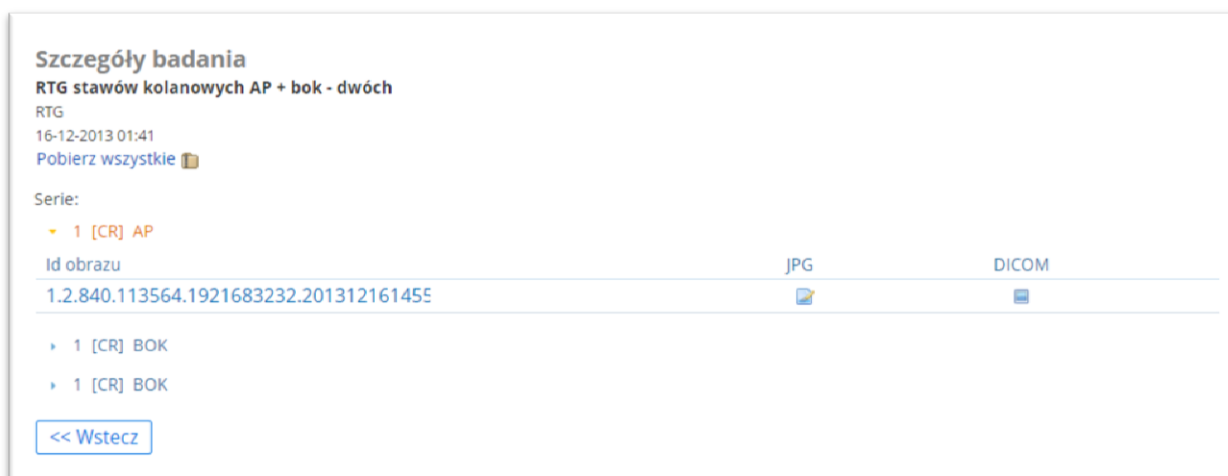 Szczegóły badania
RTG stawów kolanowych AP + bok - dwóch
RTG
16-12-2013 01:41
Pobierz wszystkie
Serie:
1 [CR] AP
Id obrazu JPG DICOM
1.2.840.113564.1921683232.201312161455
1 [CR] BOK
1 [CR] BOK
<< Wstecz